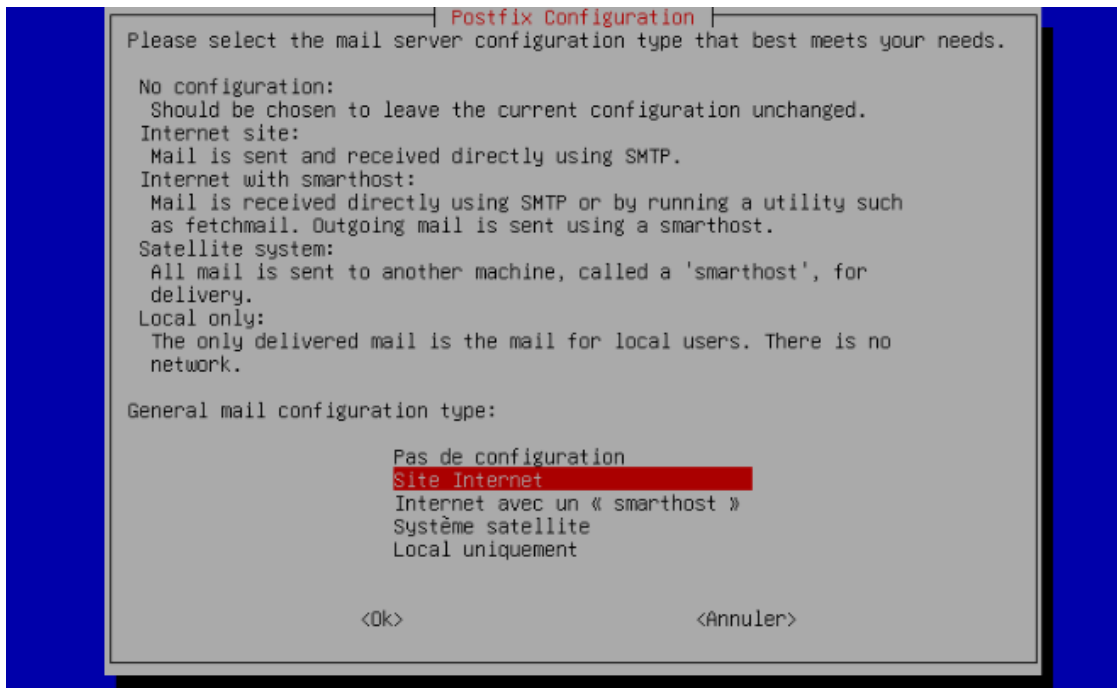 Postfix Configuration
Please select the mail server configuration type that best meets your needs.
No configuration:
Should be chosen to leave the current configuration unchanged.
Internet site:
Mail is sent and received directly using SMTP.
Internet with smarthost:
Mail is received directly using SMTP or by running a utility such
as fetchmail. Outgoing mail is sent using a smarthost.
Satellite system:
All mail is sent to another machine, called a 'smarthost', for
delivery.
Local only:
The only delivered mail is the mail for local users. There is no
network.
General mail configuration type:
Pas de configuration
Site Internet
Internet avec un « smarthost »
Système satellite
Local uniquement
<Ok> <Annuler>